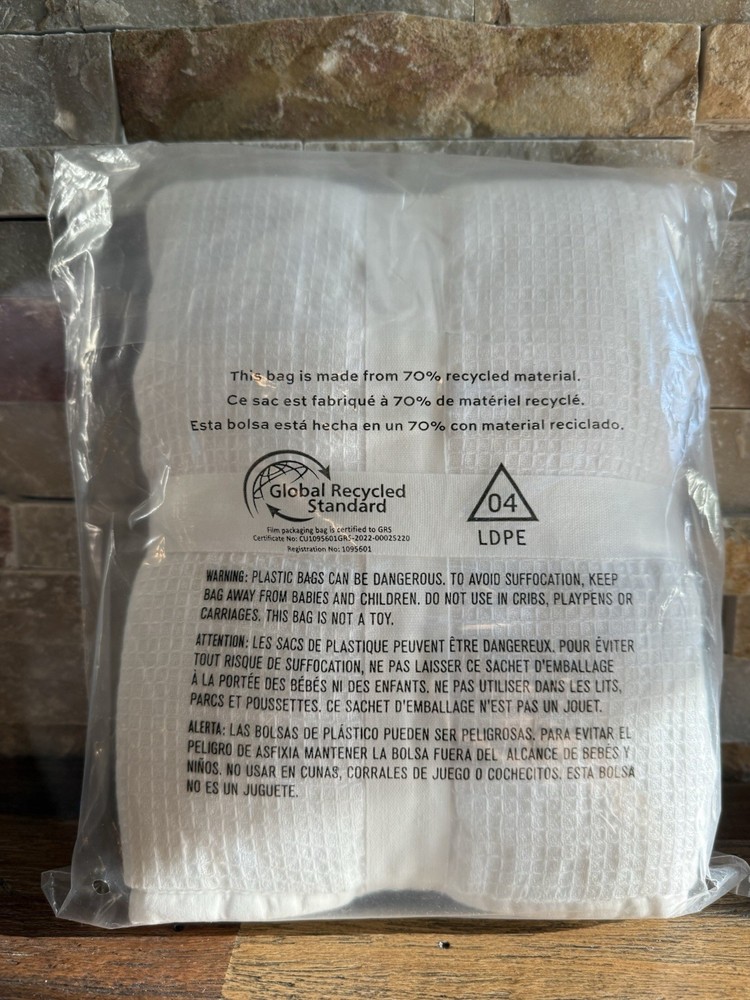 This bag is made from 70% recycled material.
Ce sac est fabriqué à 70% de matériel recyclé.
Esta bolsa está hecha en un 70% con material reciclado.
Global Recycled
Standard
Film packaging bag is certified to GRS
Certificate No: CU1095601GRS-2022-00025220
Registration No: 1095601
04
LDPE
WARNING: PLASTIC BAGS CAN BE DANGEROUS. TO AVOID SUFFOCATION, KEEP
BAG AWAY FROM BABIES AND CHILDREN. DO NOT USE IN CRIBS, PLAYPENS OR
CARRIAGES. THIS BAG IS NOT A TOY.
ATTENTION: LES SACS DE PLASTIQUE PEUVENT ÊTRE DANGEREUX. POUR ÉVITER
TOUT RISQUE DE SUFFOCATION, NE PAS LAISSER CE SACHET D'EMBALLAGE
À LA PORTÉE DES BÉBÉS NI DES ENFANTS. NE PAS UTILISER DANS LES LITS,
PARCS ET POUSSETTES. CE SACHET D'EMBALLAGE N'EST PAS UN JOUET.
ALERTA: LAS BOLSAS DE PLÁSTICO PUEDEN SER PELIGROSAS. PARA EVITAR EL
PELIGRO DE ASFIXIA MANTENER LA BOLSA FUERA DEL ALCANCE DE BEBÉS Y
NIÑOS. NO USAR EN CUNAS, CORRALES DE JUEGO O COCHECITOS. ESTA BOLSA
NO ES UN JUGUETE.